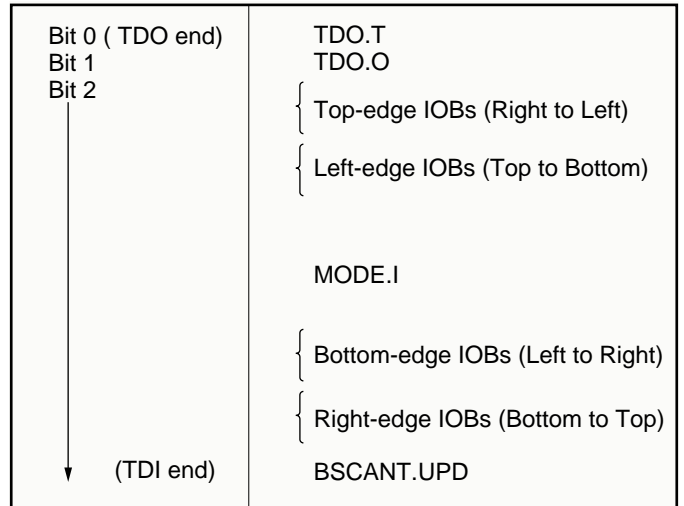 Bit 0 ( TDO end) TDO.T
Bit 1 TDO.O
Bit 2
Top-edge IOBs (Right to Left)
Left-edge IOBs (Top to Bottom)
MODE.I
Bottom-edge IOBs (Left to Right)
Right-edge IOBs (Bottom to Top)
(TDI end) BSCANT.UPD